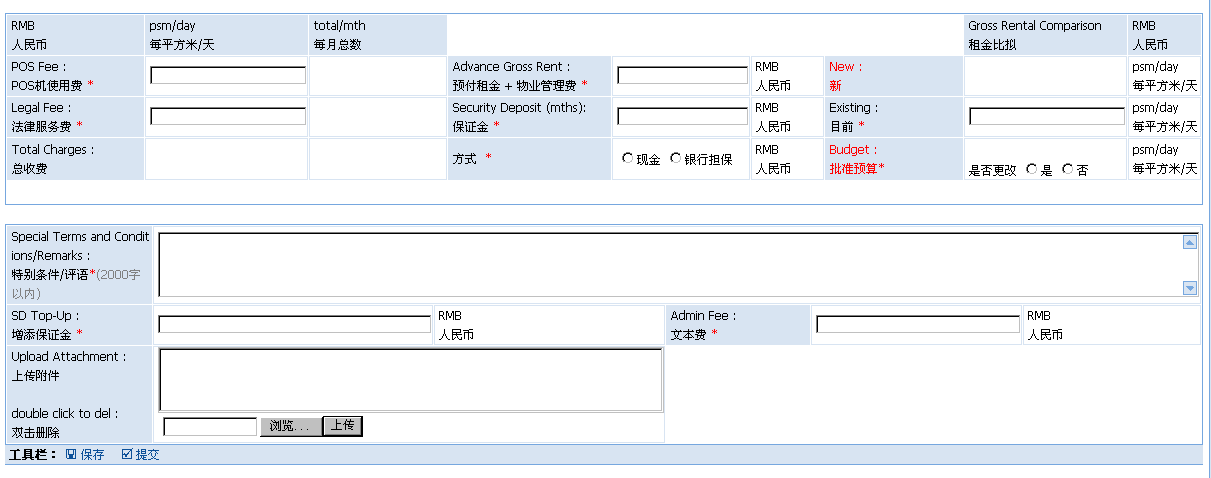 RMB
人民币
psm/day
每平方米/天
total/mth
每月总数
Gross Rental Comparison
租金比拟
RMB
人民币
POS Fee :
POS机使用费 *
Advance Gross Rent :
预付租金 + 物业管理费 *
RMB
人民币
New :
新
psm/day
每平方米/天
Legal Fee :
法律服务费 *
Security Deposit (mths):
保证金 *
RMB
人民币
Existing :
目前 *
psm/day
每平方米/天
Total Charges :
总收费
方式 *
现金 银行担保
RMB
人民币
Budget :
批准预算*
是否更改 是 否
psm/day
每平方米/天
Special Terms and Condit
ions/Remarks :
特别条件/评语*(2000字
以内)
SD Top-Up :
增添保证金 *
RMB
人民币
Admin Fee :
文本费 *
RMB
人民币
Upload Attachment :
上传附件
double click to del :
双击删除
浏览... 上传
工具栏： 保存 提交